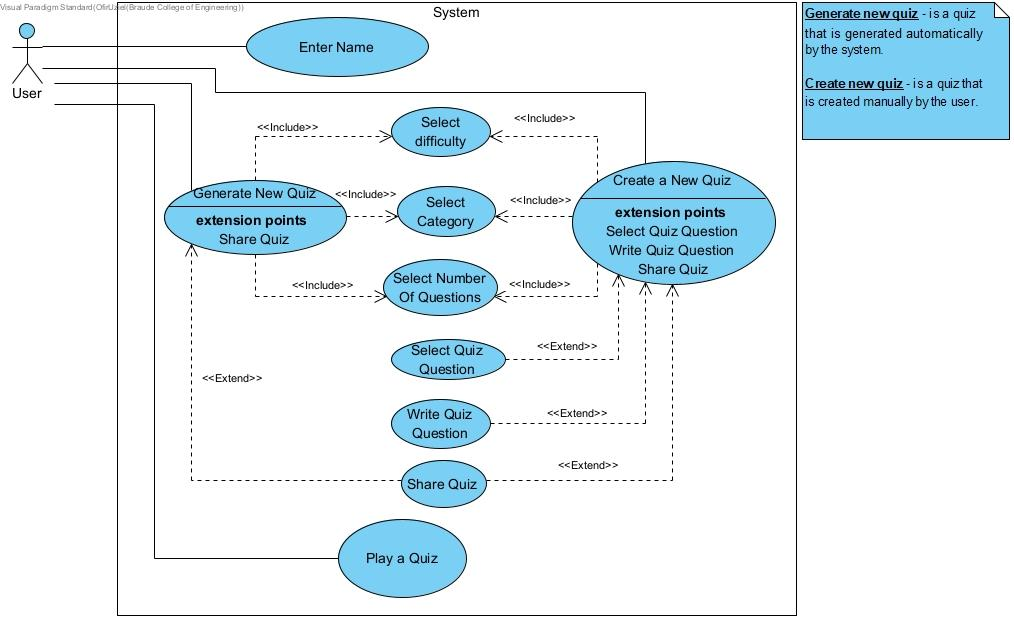 Visual Paradigm Standard(OfirUziel(Braude College of Engineering))
System
Enter Name
User
Generate new quiz - is a quiz
that is generated automatically
by the system.
Create new quiz - is a quiz that
is created manually by the user.
<<Include>>
Select
difficulty
<<Include>>
Generate New Quiz
extension points
Share Quiz
<<Include>>
Select
Category
<<Include>>
Create a New Quiz
extension points
Select Quiz Question
Write Quiz Question
Share Quiz
<<Include>>
Select Number
Of Questions
<<Include>>
Select Quiz
Question
<<Extend>>
<<Extend>>
Write Quiz
Question
<<Extend>>
Share Quiz
<<Extend>>
Play a Quiz